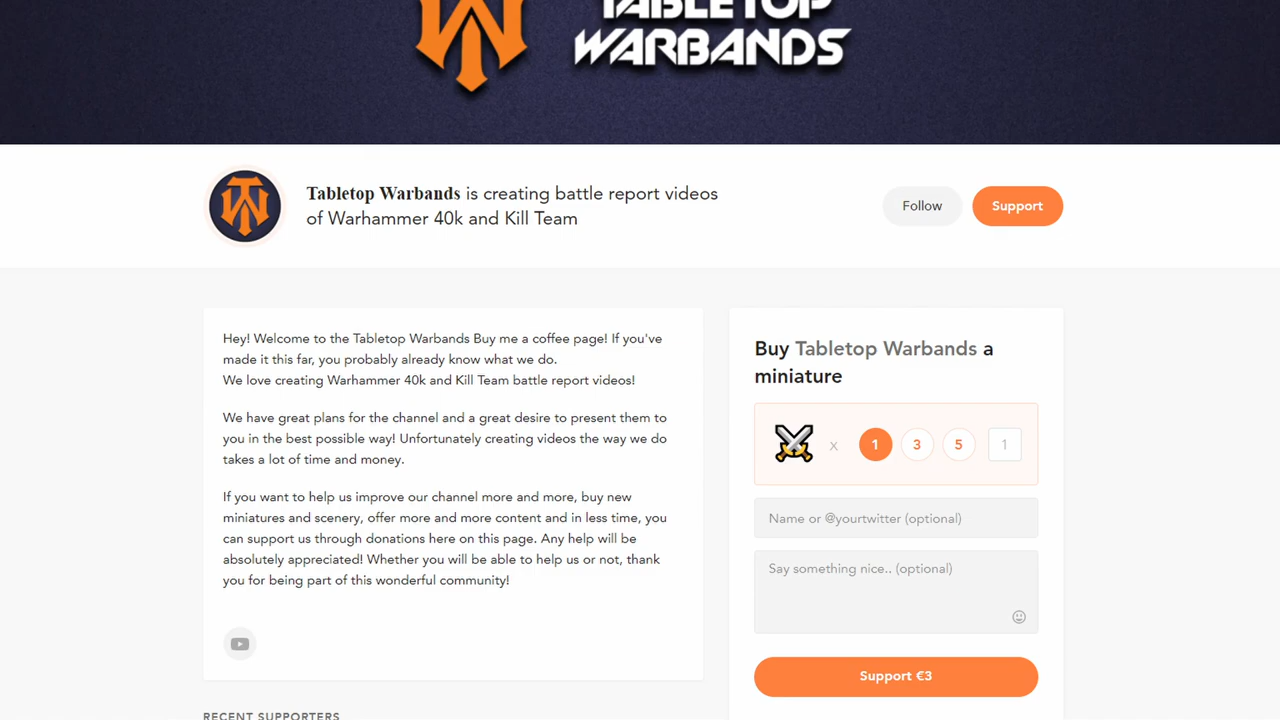 TABLETOP
WARBANDS
Tabletop Warbands is creating battle report videos
of Warhammer 40k and Kill Team
Follow
Support
Hey! Welcome to the Tabletop Warbands Buy me a coffee page! If you've
made it this far, you probably already know what we do.
We love creating Warhammer 40k and Kill Team battle report videos!
We have great plans for the channel and a great desire to present them to
you in the best possible way! Unfortunately creating videos the way we do
takes a lot of time and money.
If you want to help us improve our channel more and more, buy new
miniatures and scenery, offer more and more content and in less time, you
can support us through donations here on this page. Any help will be
absolutely appreciated! Whether you will be able to help us or not, thank
you for being part of this wonderful community!
RECENT SUPPORTERS
Buy Tabletop Warbands a
miniature
x 1 3 5 1
Name or @yourtwitter (optional)
Say something nice.. (optional)
Support €3